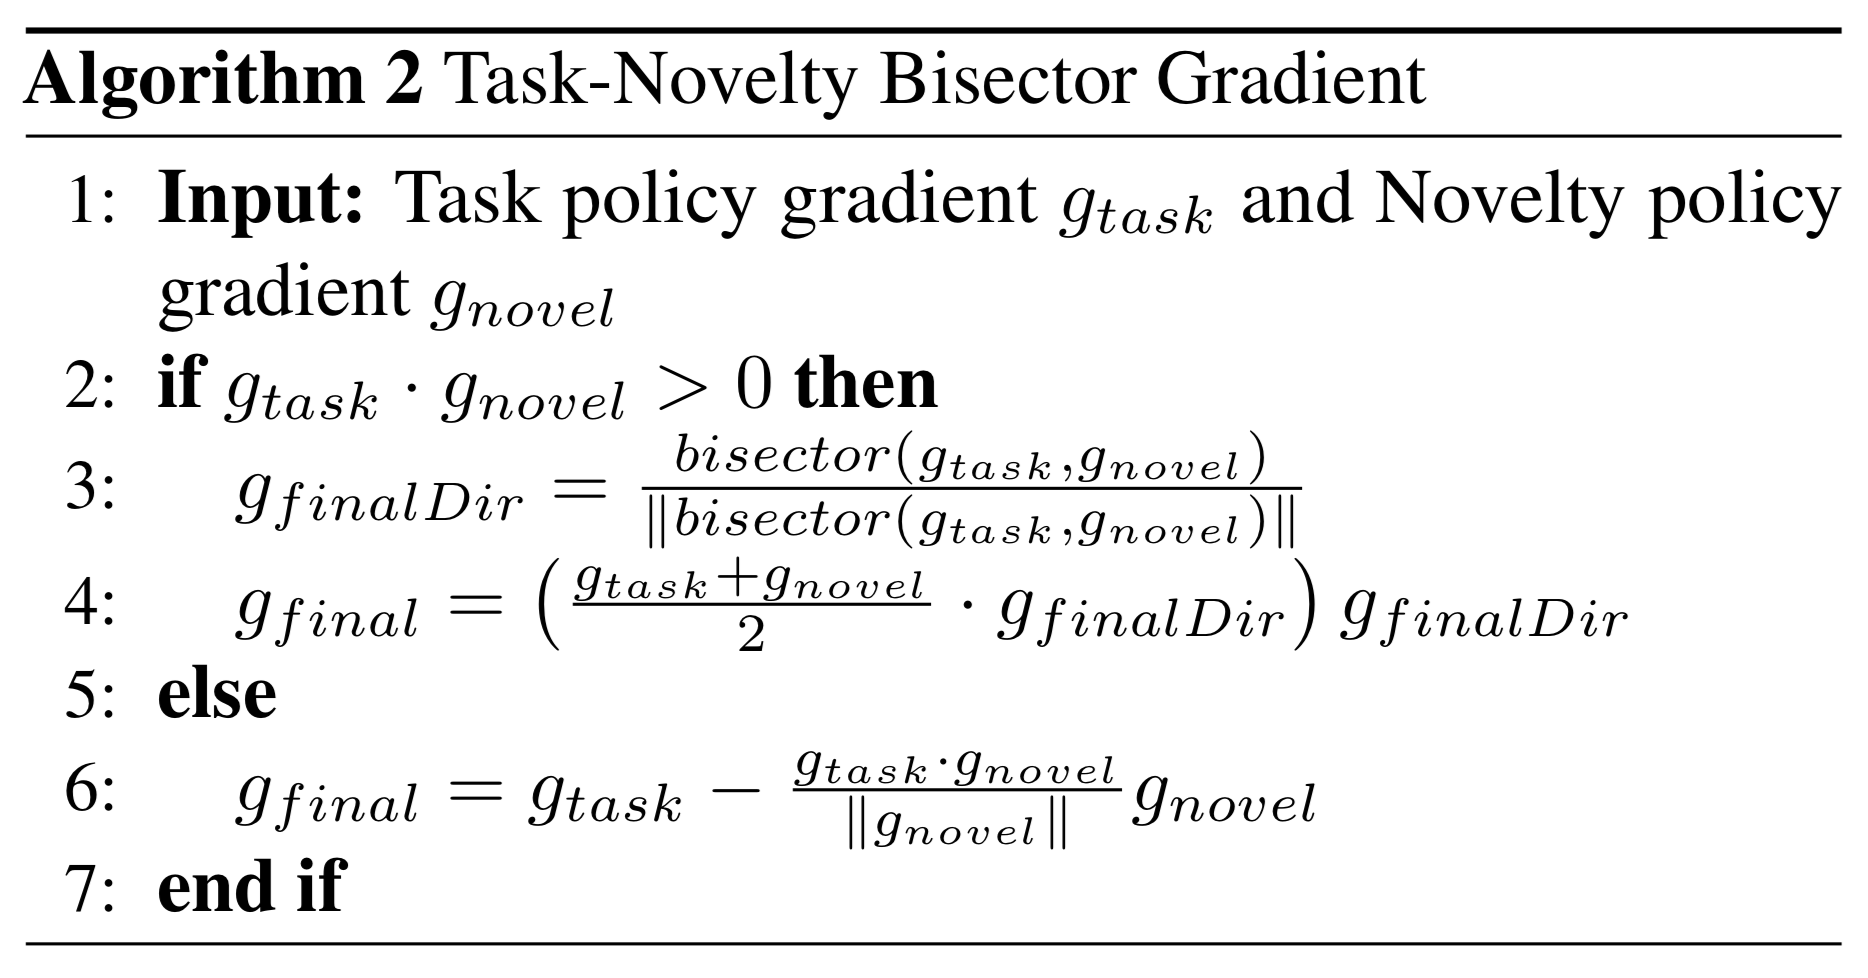 Algorithm 2 Task-Novelty Bisector Gradient
1: Input: Task policy gradient $g_{task}$ and Novelty policy
gradient $g_{novel}$
2: if $g_{task} \cdot g_{novel} > 0$ then
3: $g_{finalDir} = \frac{bisector(g_{task}, g_{novel})}{\|bisector(g_{task}, g_{novel})\|}$
4: $g_{final} = \left(\frac{g_{task}+g_{novel}}{2} \cdot g_{finalDir}\right) g_{finalDir}$
5: else
6: $g_{final} = g_{task} - \frac{g_{task} \cdot g_{novel}}{\|g_{novel}\|} g_{novel}$
7: end if